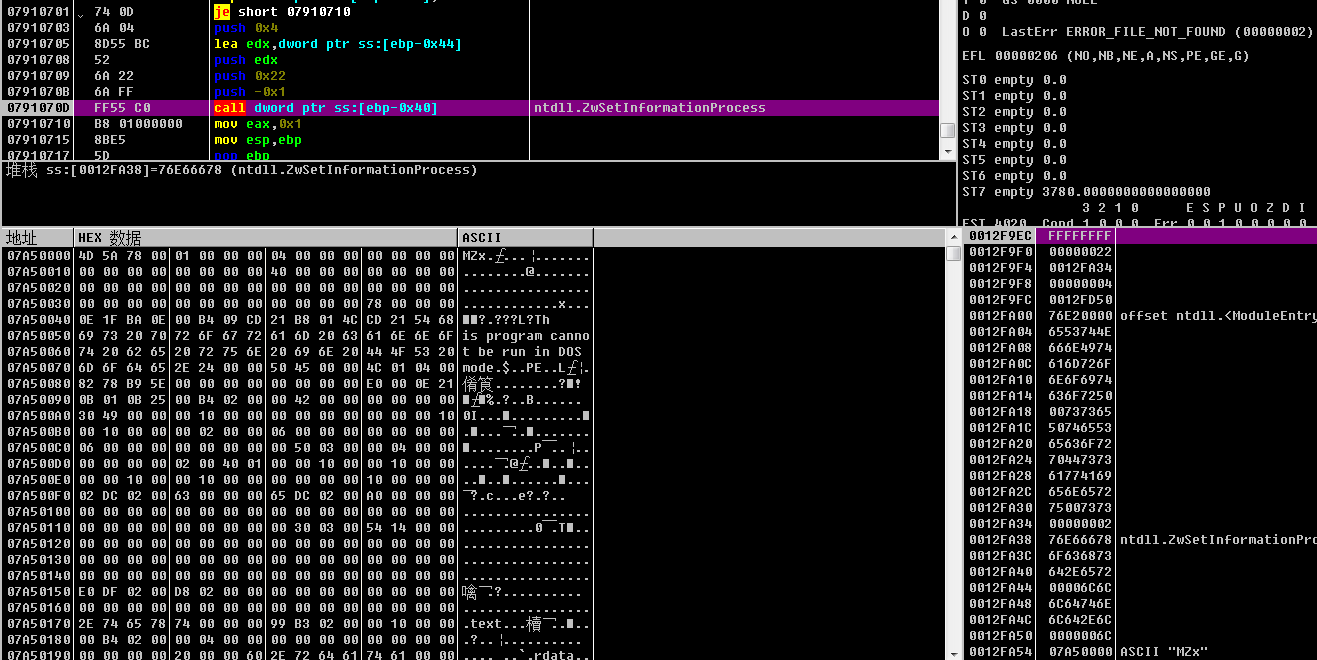 07910701 74 0D je short 07910710
07910703 6A 04 push 0x4
07910705 8D55 BC lea edx,dword ptr ss:[ebp-0x44]
07910708 52 push edx
07910709 6A 22 push 0x22
0791070B 6A FF push -0x1
0791070D FF55 C0 call dword ptr ss:[ebp-0x40] ntdll.ZwSetInformationProcess
07910710 B8 01000000 mov eax,0x1
07910715 8BE5 mov esp,ebp
07910717 5D pop ebp
堆栈 ss:[0012FA38]=76E66678 (ntdll.ZwSetInformationProcess)
D 0
O 0 LastErr ERROR_FILE_NOT_FOUND (00000002)
EFL 00000206 (NO,NB,NE,A,NS,PE,GE,G)
ST0 empty 0.0
ST1 empty 0.0
ST2 empty 0.0
ST3 empty 0.0
ST4 empty 0.0
ST5 empty 0.0
ST6 empty 0.0
ST7 empty 3780.0000000000000000
3 2 1 0 E S P U O Z D I
地址 HEX 数据 ASCII
07A50000 4D 5A 78 00 01 00 00 00 04 00 00 00 00 00 00 00
07A50010 00 00 00 00 00 00 00 00 40 00 00 00 00 00 00 00 ........@.......
07A50020 00 00 00 00 00 00 00 00 00 00 00 00 00 00 00 00 ................
07A50030 00 00 00 00 00 00 00 00 00 00 00 00 78 00 00 00 ............x...
07A50040 0E 1F BA 0E 00 B4 09 CD 21 B8 01 4C CD 21 54 68
07A50050 69 73 20 70 72 6F 67 72 61 6D 20 63 61 6E 6E 6F is program canno
07A50060 74 20 62 65 20 72 75 6E 20 69 6E 20 44 4F 53 20 t be run in DOS
07A50070 6D 6F 64 65 2E 24 00 00 50 45 00 00 4C 01 04 00 mode.$..PE..L
07A50080 82 78 B9 5E 00 00 00 00 00 00 00 00 E0 00 0E 21
07A50090 0B 01 0B 25 00 B4 02 00 00 42 00 00 00 00 00 00
07A500A0 30 49 00 00 00 10 00 00 00 00 00 00 00 00 00 10
07A500B0 00 10 00 00 00 02 00 00 06 00 00 00 00 00 00 00
07A500C0 06 00 00 00 00 00 00 00 00 50 03 00 00 04 00 00
07A500D0 00 00 00 00 02 00 40 01 00 00 10 00 00 10 00 00
07A500E0 00 00 10 00 00 10 00 00 00 00 00 00 10 00 00 00
07A500F0 02 DC 02 00 63 00 00 00 65 DC 02 00 A0 00 00 00
07A50100 00 00 00 00 00 00 00 00 00 00 00 00 00 00 00 00 ................
07A50110 00 00 00 00 00 00 00 00 00 30 03 00 54 14 00 00
07A50120 00 00 00 00 00 00 00 00 00 00 00 00 00 00 00 00 ................
07A50130 00 00 00 00 00 00 00 00 00 00 00 00 00 00 00 00 ................
07A50140 00 00 00 00 00 00 00 00 00 00 00 00 00 00 00 00 ................
07A50150 E0 DF 02 00 D8 02 00 00 00 00 00 00 00 00 00 00
07A50160 00 00 00 00 00 00 00 00 00 00 00 00 00 00 00 00 ................
07A50170 2E 74 65 78 74 00 00 00 99 B3 02 00 00 10 00 00 .text...
07A50180 00 B4 02 00 00 04 00 00 00 00 00 00 00 00 00 00
07A50190 00 00 00 00 20 00 00 60 2E 72 64 61 74 61 00 00 .... ..`.rdata..
0012F9EC FFFFFFFF
0012F9F0 00000022
0012F9F4 0012FA34
0012F9F8 00000004
0012F9FC 0012FD50
0012FA00 76E20000 offset ntdll.<ModuleEntry
0012FA04 6553744E
0012FA08 666E4974
0012FA0C 616D726F
0012FA10 6E6F6974
0012FA14 636F7250
0012FA18 00737365
0012FA1C 50746553
0012FA20 65636F72
0012FA24 70447373
0012FA28 61774169
0012FA2C 656E6572
0012FA30 75007373
0012FA34 00000002
0012FA38 76E66678 ntdll.ZwSetInformationPro
0012FA3C 6F636873
0012FA40 642E6572
0012FA44 00006C6C
0012FA48 6C64746E
0012FA4C 6C642E6C
0012FA50 0000006C
0012FA54 07A50000 ASCII "MZx"